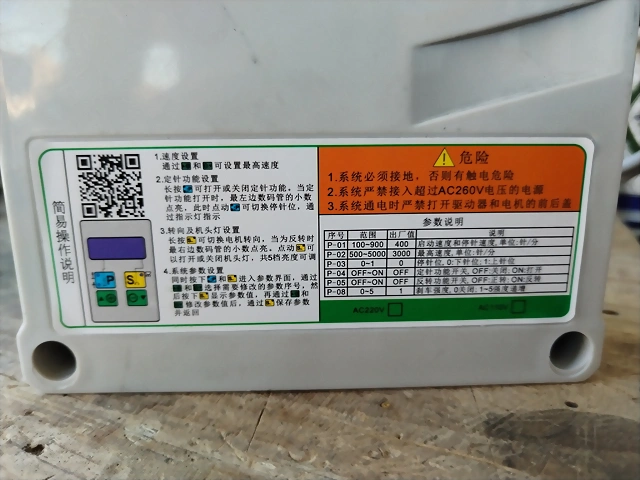 简易操作说明
1.速度设置
通过和可设置最高速度
2.定针功能设置
长按可打开或关闭定针功能,当定
针功能打开时,最左边数码管的小数
点亮,此时点动可切换停针位,通
过指示灯指示
3.转向及机头灯设置
长按可切换电机转向,当为反转时
最右边数码管的小数点亮,点动可
以打开或关闭机头灯,共5档亮度可调
4.系统参数设置
同时按下和进入参数界面,通过
和选择需要修改的参数序号,然
后按下显示参数值,再通过和
修改参数值后,通过保存参数
并返回
P S
危险
1.系统必须接地,否则有触电危险
2.系统严禁接入超过AC260V电压的电源
3.系统通电时严禁打开驱动器和电机的前后盖
参数说明
序号 范围 出厂值 说明
P-01 100~900 400 启动速度和停针速度,单位:针/分
P-02 500~5000 3000 最高速度,单位:针/分
P-03 0~1 0 停针位,0:下针位;1:上针位
P-04 OFF~ON OFF 定针功能开关,OFF:关闭,ON:打开
P-05 OFF~ON OFF 反转功能开关,OFF:正转,ON:反转
P-08 0~5 1 刹车强度,0关闭,1~5强度递增
AC220V